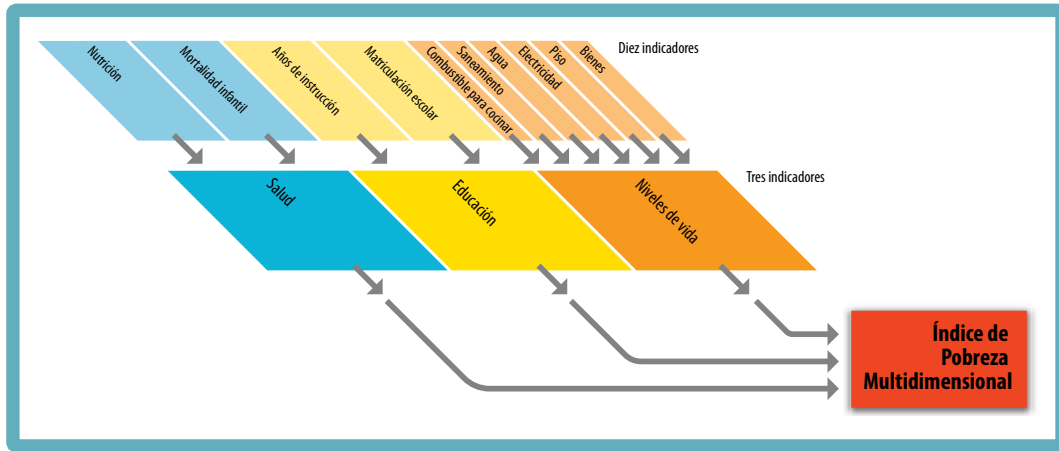 Nutrición
Mortalidad infantil
Años de instrucción
Matriculación escolar
Combustible para cocinar
Saneamiento
Agua
Electricidad
Piso
Bienes
Diez indicadores
Salud
Educación
Niveles de vida
Tres indicadores
Índice de
Pobreza
Multidimensional